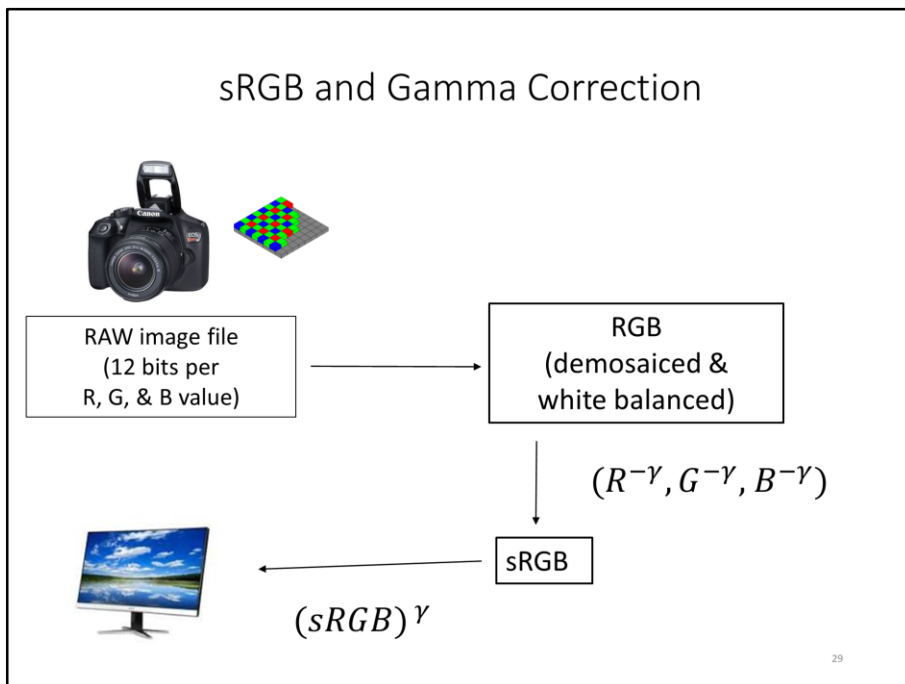 sRGB and Gamma Correction
Canon
RAW image file
(12 bits per
R, G, & B value)
RGB
(demosaiced &
white balanced)
(R^{-γ}, G^{-γ}, B^{-γ})
sRGB
(sRGB)^γ
29